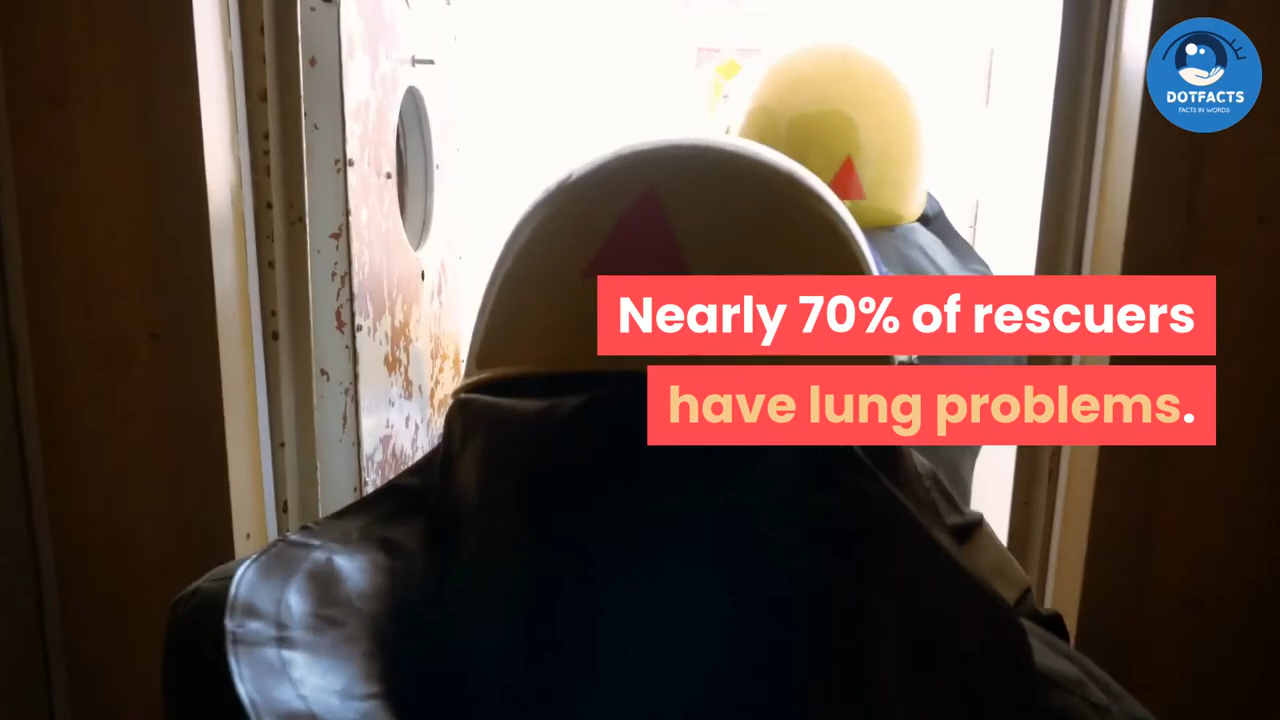 DOTFACTS
FACTS IN WORDS
Nearly 70% of rescuers
have lung problems.